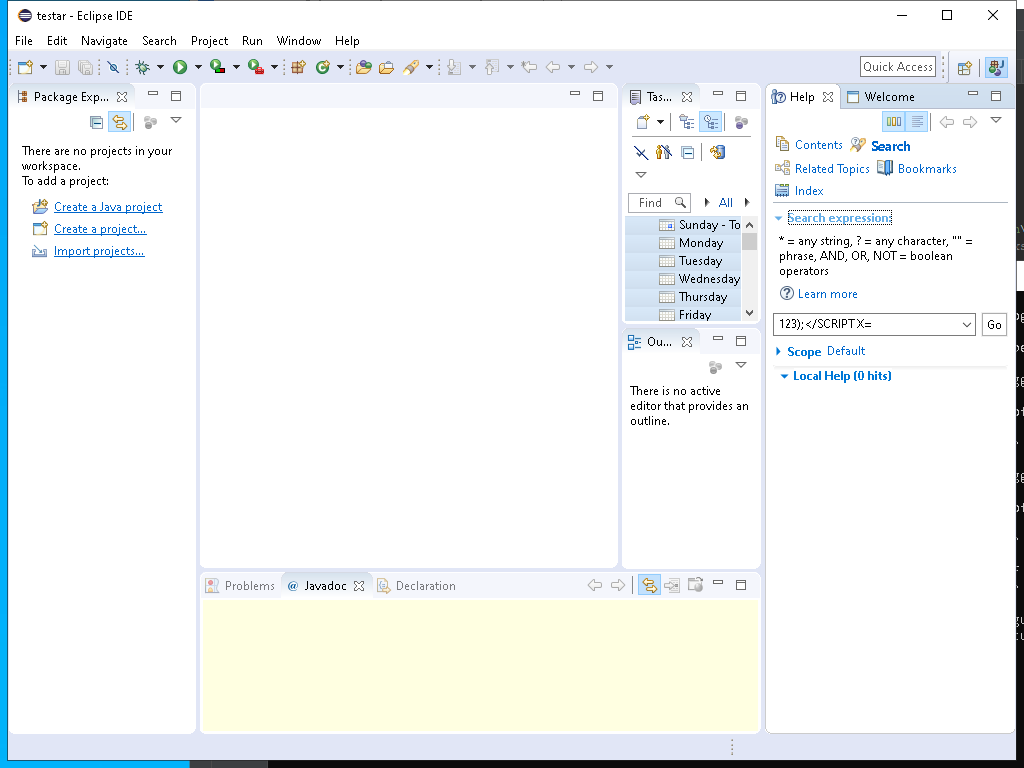 testar - Eclipse IDE
File Edit Navigate Search Project Run Window Help
Quick Access
Package Exp...
There are no projects in your
workspace.
To add a project:
Create a Java project
Create a project...
Import projects...
Tas...
Find
All
Sunday - To
Monday
Tuesday
Wednesday
Thursday
Friday
Ou...
There is no active
editor that provides an
outline.
Help
Welcome
Contents Search
Related Topics Bookmarks
Index
Search expression:
* = any string, ? = any character, "" =
phrase, AND, OR, NOT = boolean
operators
Learn more
123);</SCRIPTX=
Go
Scope Default
Local Help (0 hits)
Problems @ Javadoc Declaration